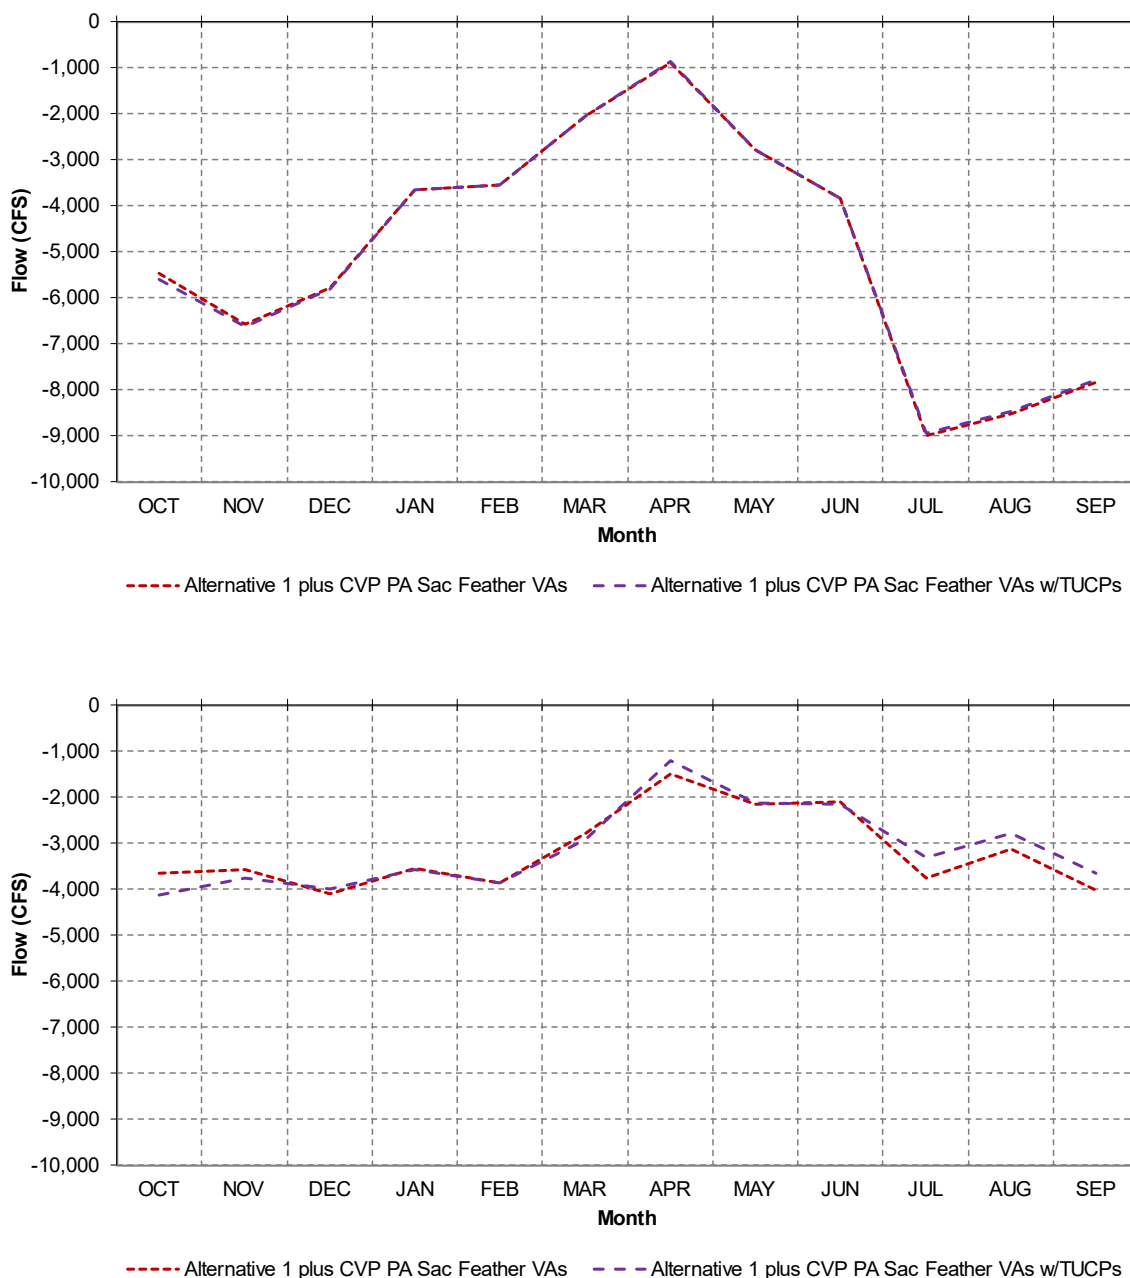 0
-1,000
-2,000
-3,000
-4,000
-5,000
-6,000
-7,000
-8,000
-9,000
-10,000
Flow (CFS)
OCT NOV DEC JAN FEB MAR APR MAY JUN JUL AUG SEP
Month
Alternative 1 plus CVP PA Sac Feather VAs Alternative 1 plus CVP PA Sac Feather VAs w/TUCPs
0
-1,000
-2,000
-3,000
-4,000
-5,000
-6,000
-7,000
-8,000
-9,000
-10,000
Flow (CFS)
OCT NOV DEC JAN FEB MAR APR MAY JUN JUL AUG SEP
Month
Alternative 1 plus CVP PA Sac Feather VAs Alternative 1 plus CVP PA Sac Feather VAs w/TUCPs